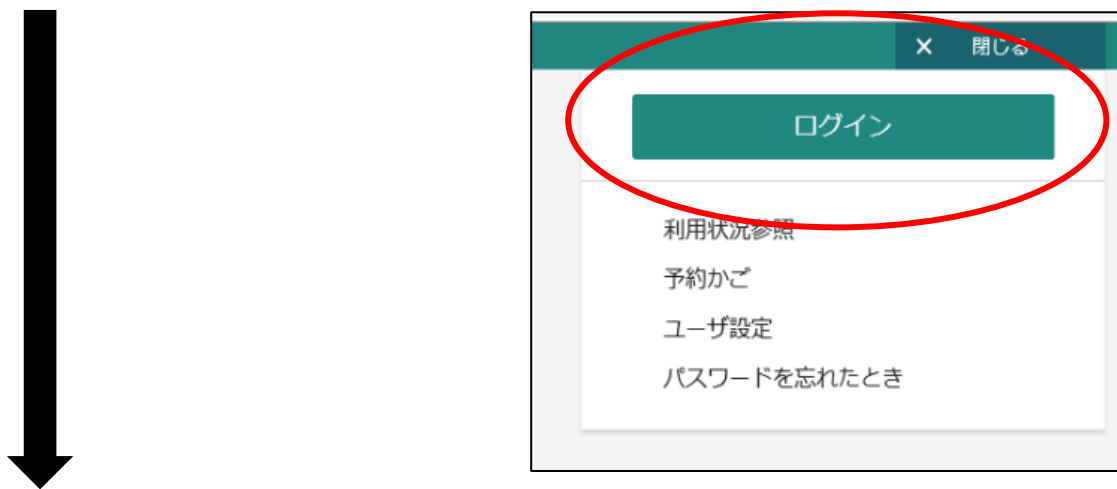 × 閉じる
ログイン
利用状況参照
予約かご
ユーザ設定
パスワードを忘れたとき